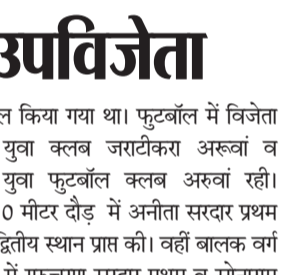 उपविजेता
ल किया गया था। फुटबॉल में विजेता
युवा क्लब जराटीकरा अरूवां व
युवा फुटबॉल क्लब अरुवां रही।
0 मीटर दौड़ में अनीता सरदार प्रथम
द्वितीय स्थान प्राप्त की। वहीं बालक वर्ग